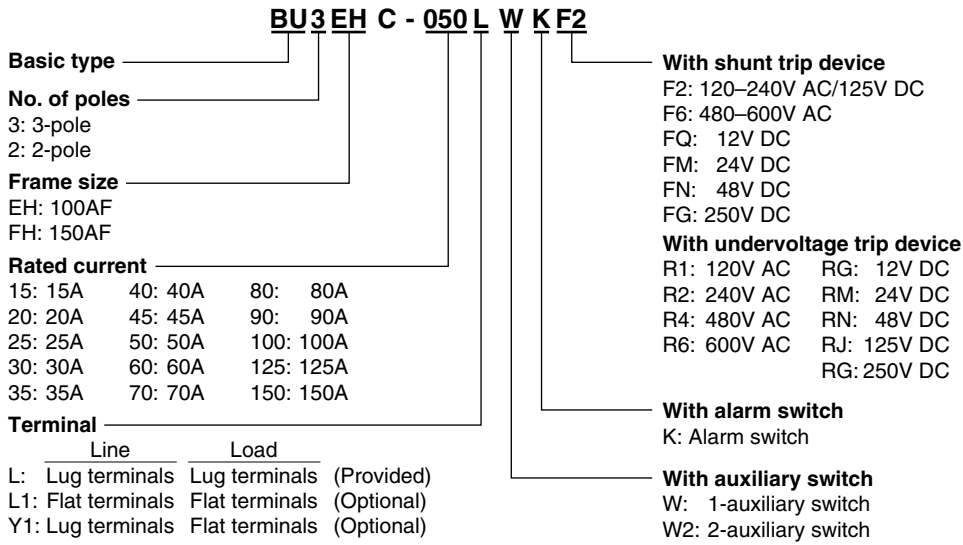 BU3EH C - 050 L W K F2
Basic type
No. of poles
3: 3-pole
2: 2-pole
Frame size
EH: 100AF
FH: 150AF
Rated current
15: 15A 40: 40A 80: 80A
20: 20A 45: 45A 90: 90A
25: 25A 50: 50A 100: 100A
30: 30A 60: 60A 125: 125A
35: 35A 70: 70A 150: 150A
Terminal
Line Load
L: Lug terminals Lug terminals (Provided)
L1: Flat terminals Flat terminals (Optional)
Y1: Lug terminals Flat terminals (Optional)
With shunt trip device
F2: 120–240V AC/125V DC
F6: 480–600V AC
FQ: 12V DC
FM: 24V DC
FN: 48V DC
FG: 250V DC
With undervoltage trip device
R1: 120V AC RG: 12V DC
R2: 240V AC RM: 24V DC
R4: 480V AC RN: 48V DC
R6: 600V AC RJ: 125V DC
RG: 250V DC
With alarm switch
K: Alarm switch
With auxiliary switch
W: 1-auxiliary switch
W2: 2-auxiliary switch